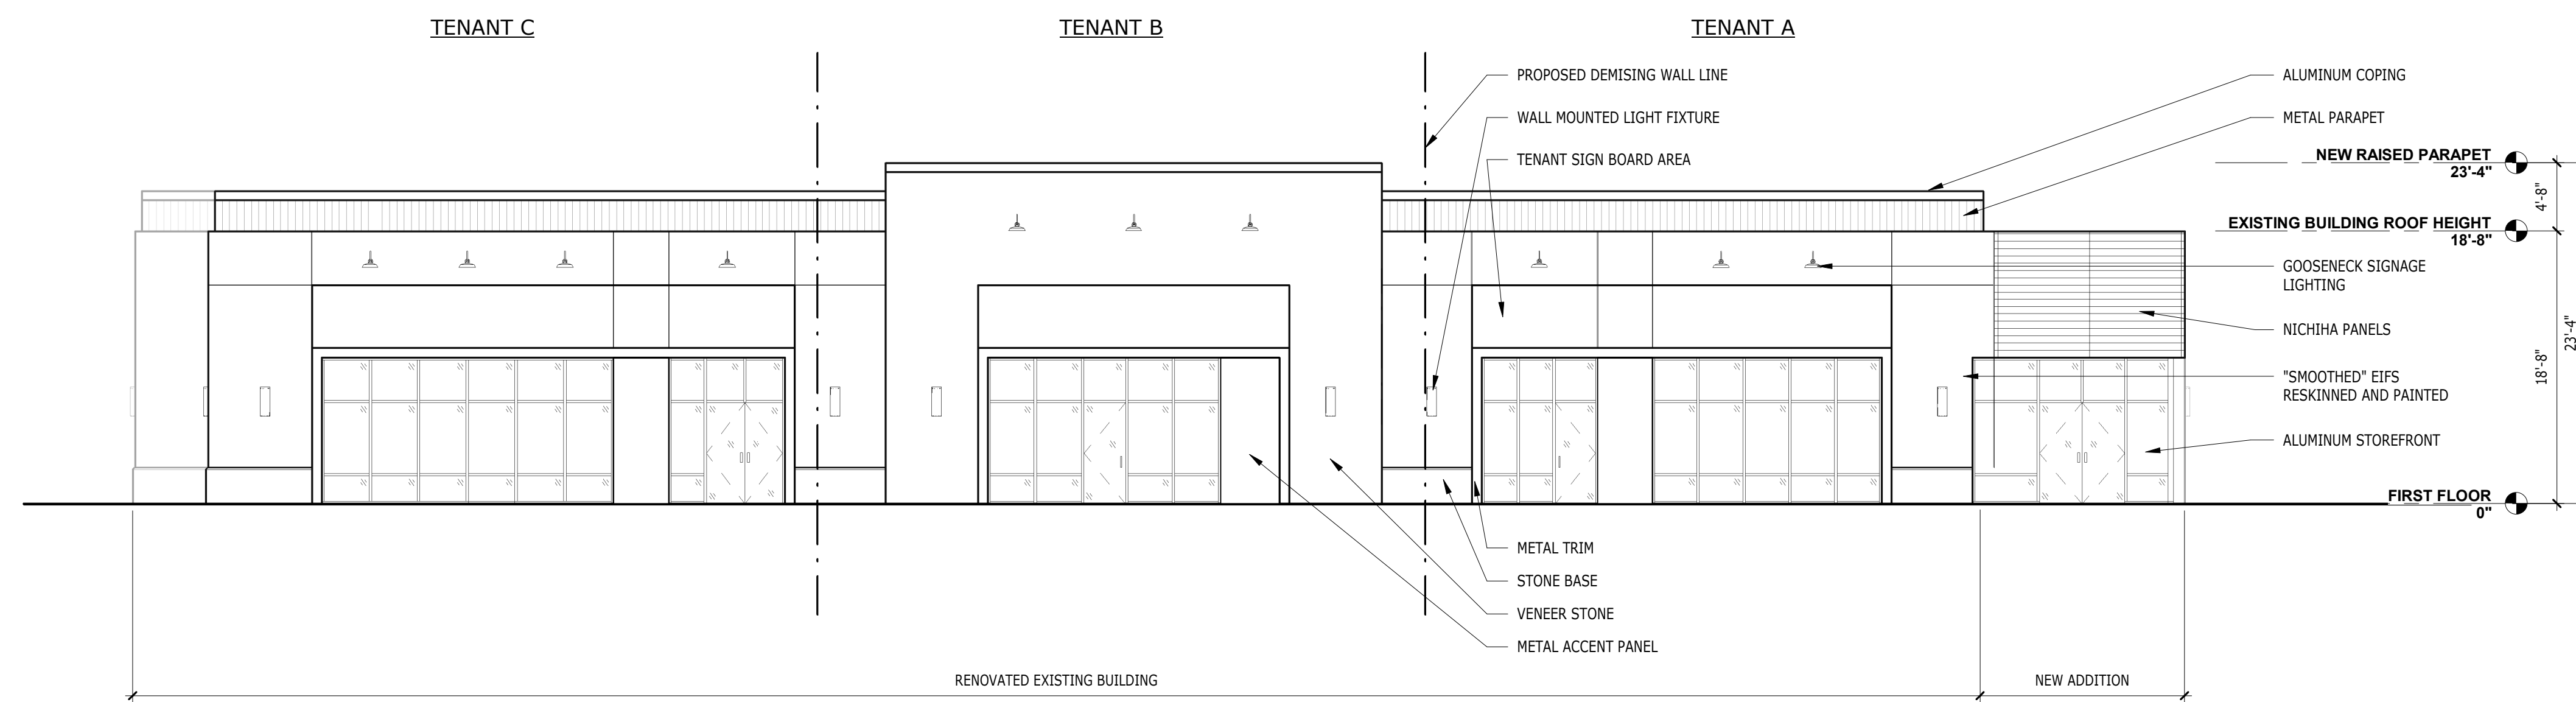 TENANT C
TENANT B
TENANT A
PROPOSED DEMISING WALL LINE
WALL MOUNTED LIGHT FIXTURE
TENANT SIGN BOARD AREA
ALUMINUM COPING
METAL PARAPET
NEW RAISED PARAPET
23'-4"
4'-8"
EXISTING BUILDING ROOF HEIGHT
18'-8"
GOOSENECK SIGNAGE
LIGHTING
NICHIHA PANELS
23'-4"
18'-8"
"SMOOTHED" EIFS
RESKINNED AND PAINTED
ALUMINUM STOREFRONT
FIRST FLOOR
0"
METAL TRIM
STONE BASE
VENEER STONE
METAL ACCENT PANEL
RENOVATED EXISTING BUILDING
NEW ADDITION